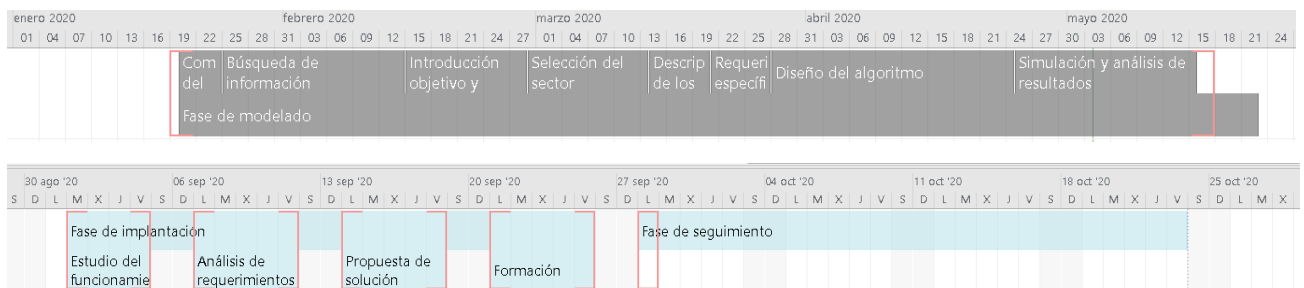 enero 2020 febrero 2020 marzo 2020 abril 2020 mayo 2020
01 04 07 10 13 16 19 22 25 28 31 03 06 09 12 15 18 21 24 27 01 04 07 10 13 16 19 22 25 28 31 03 06 09 12 15 18 21 24 27 30 03 06 09 12 15 18 21 24
Com Búsqueda de Introducción Selección del Descrip Requeri Diseño del algoritmo Simulación y análisis de
del información objetivo y sector de los específi resultados
Fase de modelado
30 ago '20 06 sep '20 13 sep '20 20 sep '20 27 sep '20 04 oct '20 11 oct '20 18 oct '20 25 oct '20
S D L M X J V S D L M X J V S D L M X J V S D L M X J V S D L M X J V S D L M X J V S D L M X J V S D L M X J V S D L M X
Fase de implantación Fase de seguimiento
Estudio del Análisis de Propuesta de Formación
funcionamie requerimientos solución